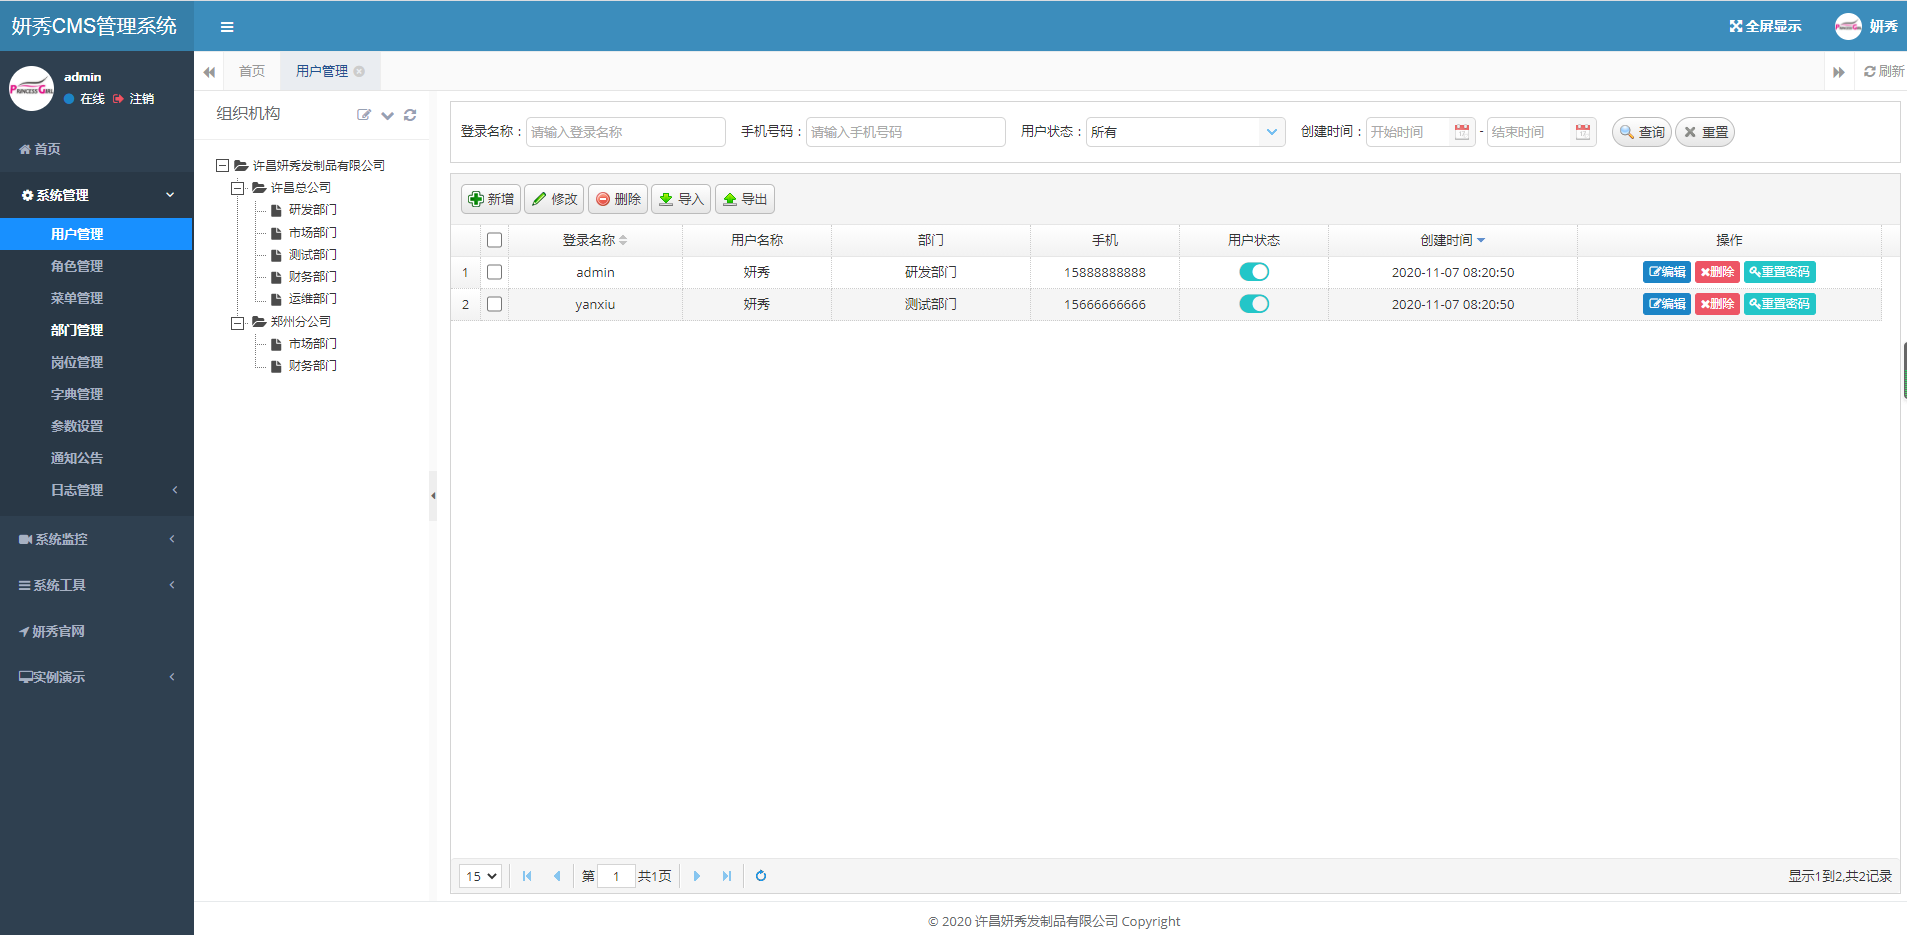 妍秀CMS管理系统
全屏显示
妍秀
admin
在线 注销
首页
系统管理
用户管理
角色管理
菜单管理
部门管理
岗位管理
字典管理
参数设置
通知公告
日志管理
系统监控
系统工具
妍秀官网
实例演示
首页 用户管理 刷新
组织机构
许昌妍秀发制品有限公司
许昌总公司
研发部门
市场部门
测试部门
财务部门
运维部门
郑州分公司
市场部门
财务部门
登录名称： 请输入登录名称 手机号码： 请输入手机号码 用户状态： 所有 创建时间： 开始时间 - 结束时间 查询 重置
新增 修改 删除 导入 导出
登录名称 用户名称 部门 手机 用户状态 创建时间 操作
1 admin 妍秀 研发部门 15888888888 2020-11-07 08:20:50 编辑 删除 重置密码
2 yanxiu 妍秀 测试部门 15666666666 2020-11-07 08:20:50 编辑 删除 重置密码
15 第 1 共1页 显示1到2,共2记录
© 2020 许昌妍秀发制品有限公司 Copyright